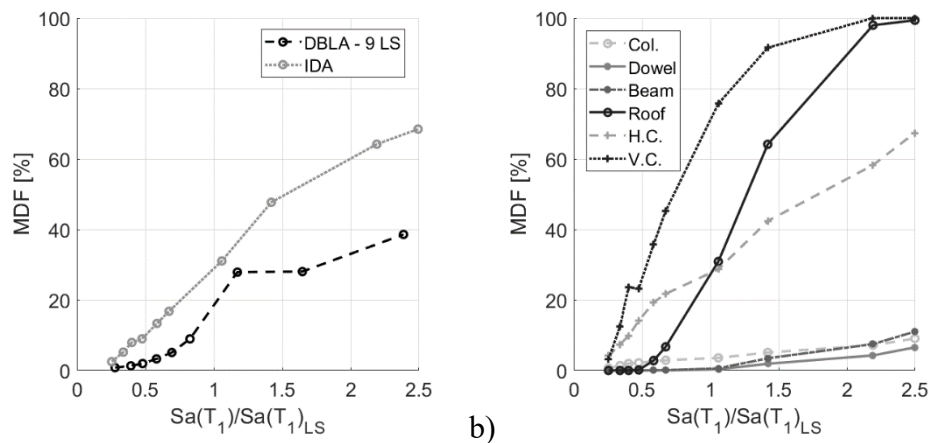 100
80
60
40
20
0
MDF [%]
DBLA - 9 LS
IDA
0 0.5 1 1.5 2 2.5
Sa(T1)/Sa(T1)LS
b)
100
80
60
40
20
0
MDF [%]
Col.
Dowel
Beam
Roof
H.C.
V.C.
0 0.5 1 1.5 2 2.5
Sa(T1)/Sa(T1)LS